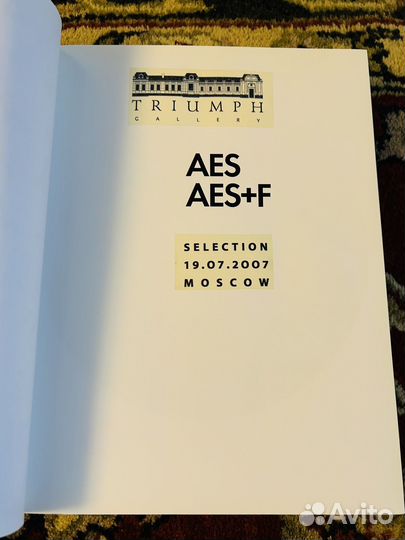 TRIUMPH
GALLERY
AES
AES+F
SELECTION
19.07.2007
MOSCOW
Avito